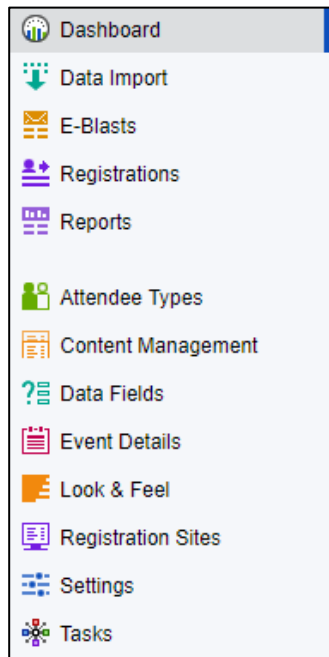 Dashboard
Data Import
E-Blasts
Registrations
Reports
Attendee Types
Content Management
Data Fields
Event Details
Look & Feel
Registration Sites
Settings
Tasks